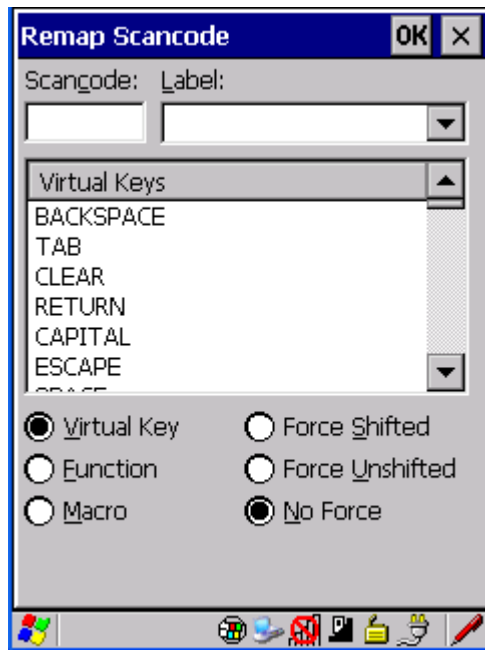 Remap Scancode OK
Scancode: Label:
Virtual Keys
BACKSPACE
TAB
CLEAR
RETURN
CAPITAL
ESCAPE
Virtual Key Force Shifted
Function Force Unshifted
Macro No Force